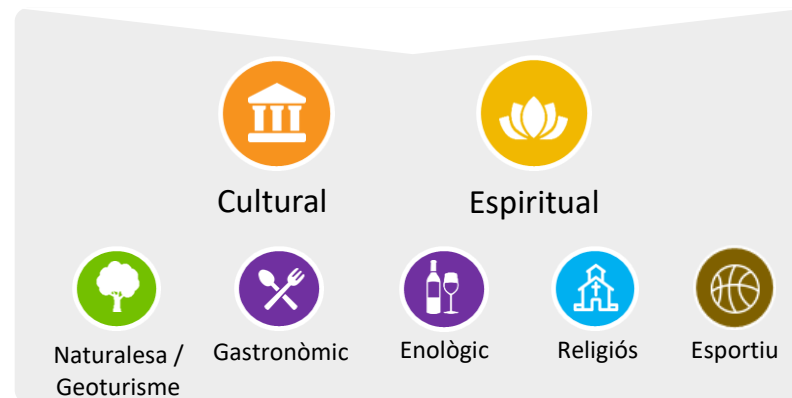 Cultural
Espiritual
Naturalesa /
Geoturisme
Gastronòmic
Enològic
Religiós
Esportiu